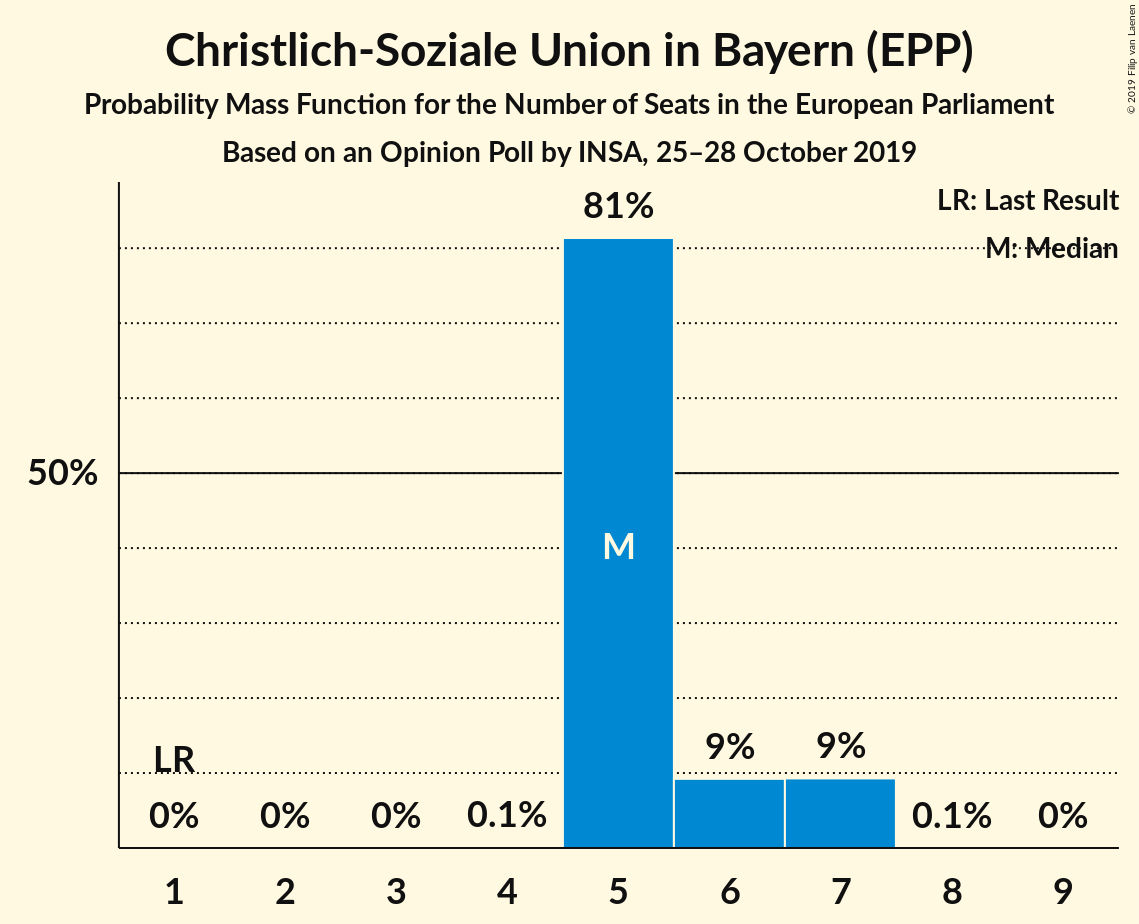 Christlich-Soziale Union in Bayern (EPP)
Probability Mass Function for the Number of Seats in the European Parliament
Based on an Opinion Poll by INSA, 25–28 October 2019
© 2019 Filip van Laenen
LR: Last Result
M: Median
81%
50%
M
LR
9%
9%
0%
0%
0%
0.1%
0.1%
0%
1 2 3 4 5 6 7 8 9